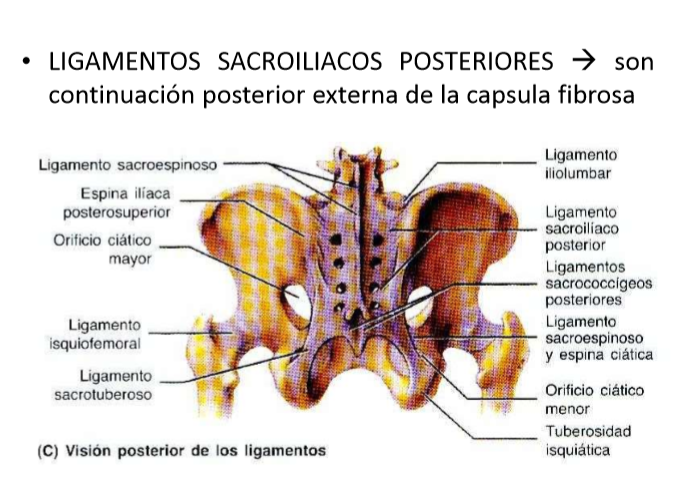 • LIGAMENTOS SACROILIACOS POSTERIORES → son
continuación posterior externa de la capsula fibrosa
Ligamento sacroespinoso
Espina ilíaca
posterosuperior
Orificio ciático
mayor
Ligamento
isquiofemoral
Ligamento
sacrotuberoso
Ligamento
iliolumbar
Ligamento
sacroilíaco
posterior
Ligamentos
sacrococcígeos
posteriores
Ligamento
sacroespinoso
y espina ciática
Orificio ciático
menor
Tuberosidad
isquiática
(C) Visión posterior de los ligamentos